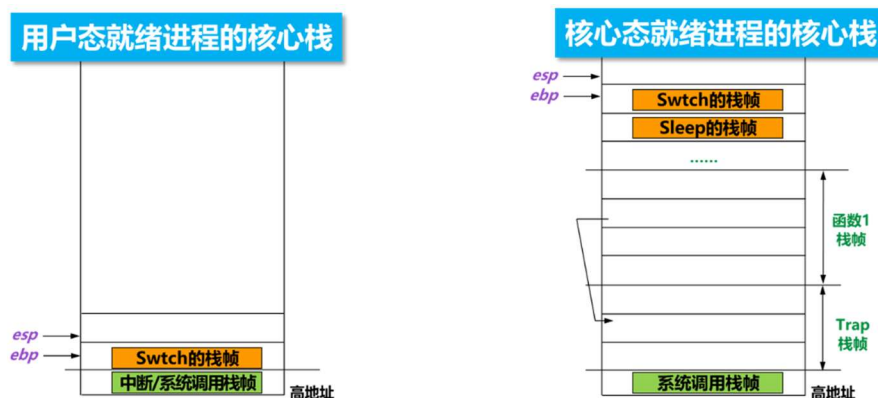 用户态就绪进程的核心栈
esp
ebp
Swtch的栈帧
中断/系统调用栈帧
高地址
核心态就绪进程的核心栈
esp
ebp
Swtch的栈帧
Sleep的栈帧
......
函数1
栈帧
Trap
栈帧
系统调用栈帧
高地址